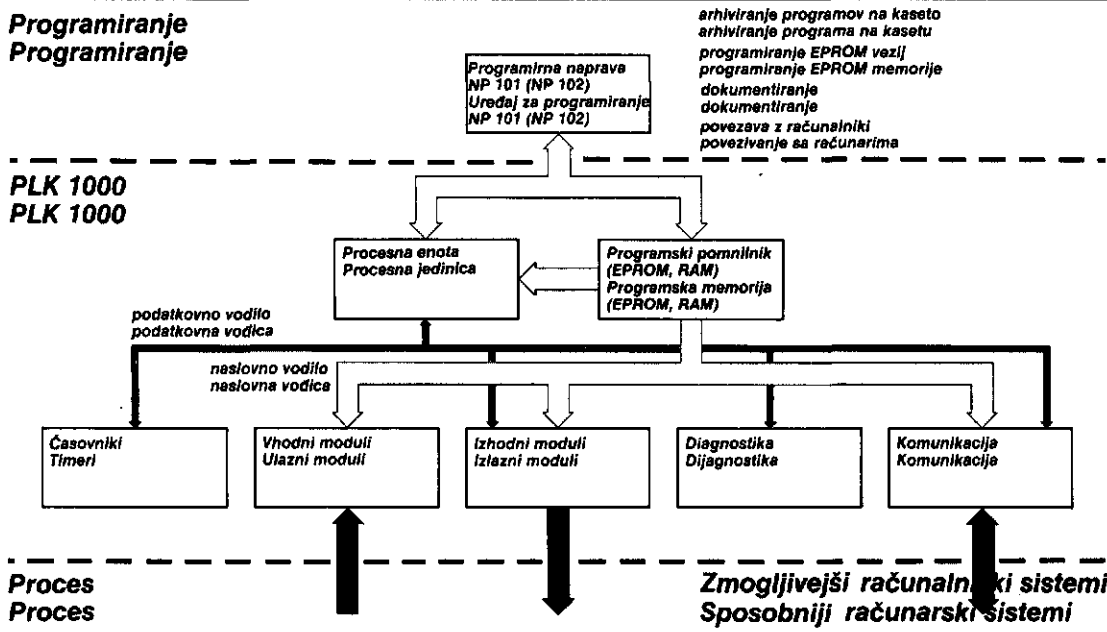 Programiranje
Programiranje
arhiviranje programov na kaseto
arhiviranje programa na kasetu
programiranje EPROM vezij
programiranje EPROM memorije
dokumentiranje
dokumentiranje
povezava z računalniki
povezivanje sa računarima
Programirna naprava
NP 101 (NP 102)
Uređaj za programiranje
NP 101 (NP 102)
PLK 1000
PLK 1000
Procesna enota
Procesna jedinica
Programski pomnilnik
(EPROM, RAM)
Programska memorija
(EPROM, RAM)
podatkovno vodilo
podatkovna vođica
naslovno vodilo
naslovna vođica
Časovniki
Timeri
Vhodni moduli
Ulazni moduli
Izhodni moduli
Izlazni moduli
Diagnostika
Dijagnostika
Komunikacija
Komunikacija
Proces
Proces
Zmogljivejši računalniški sistemi
Sposobniji računarski sistemi